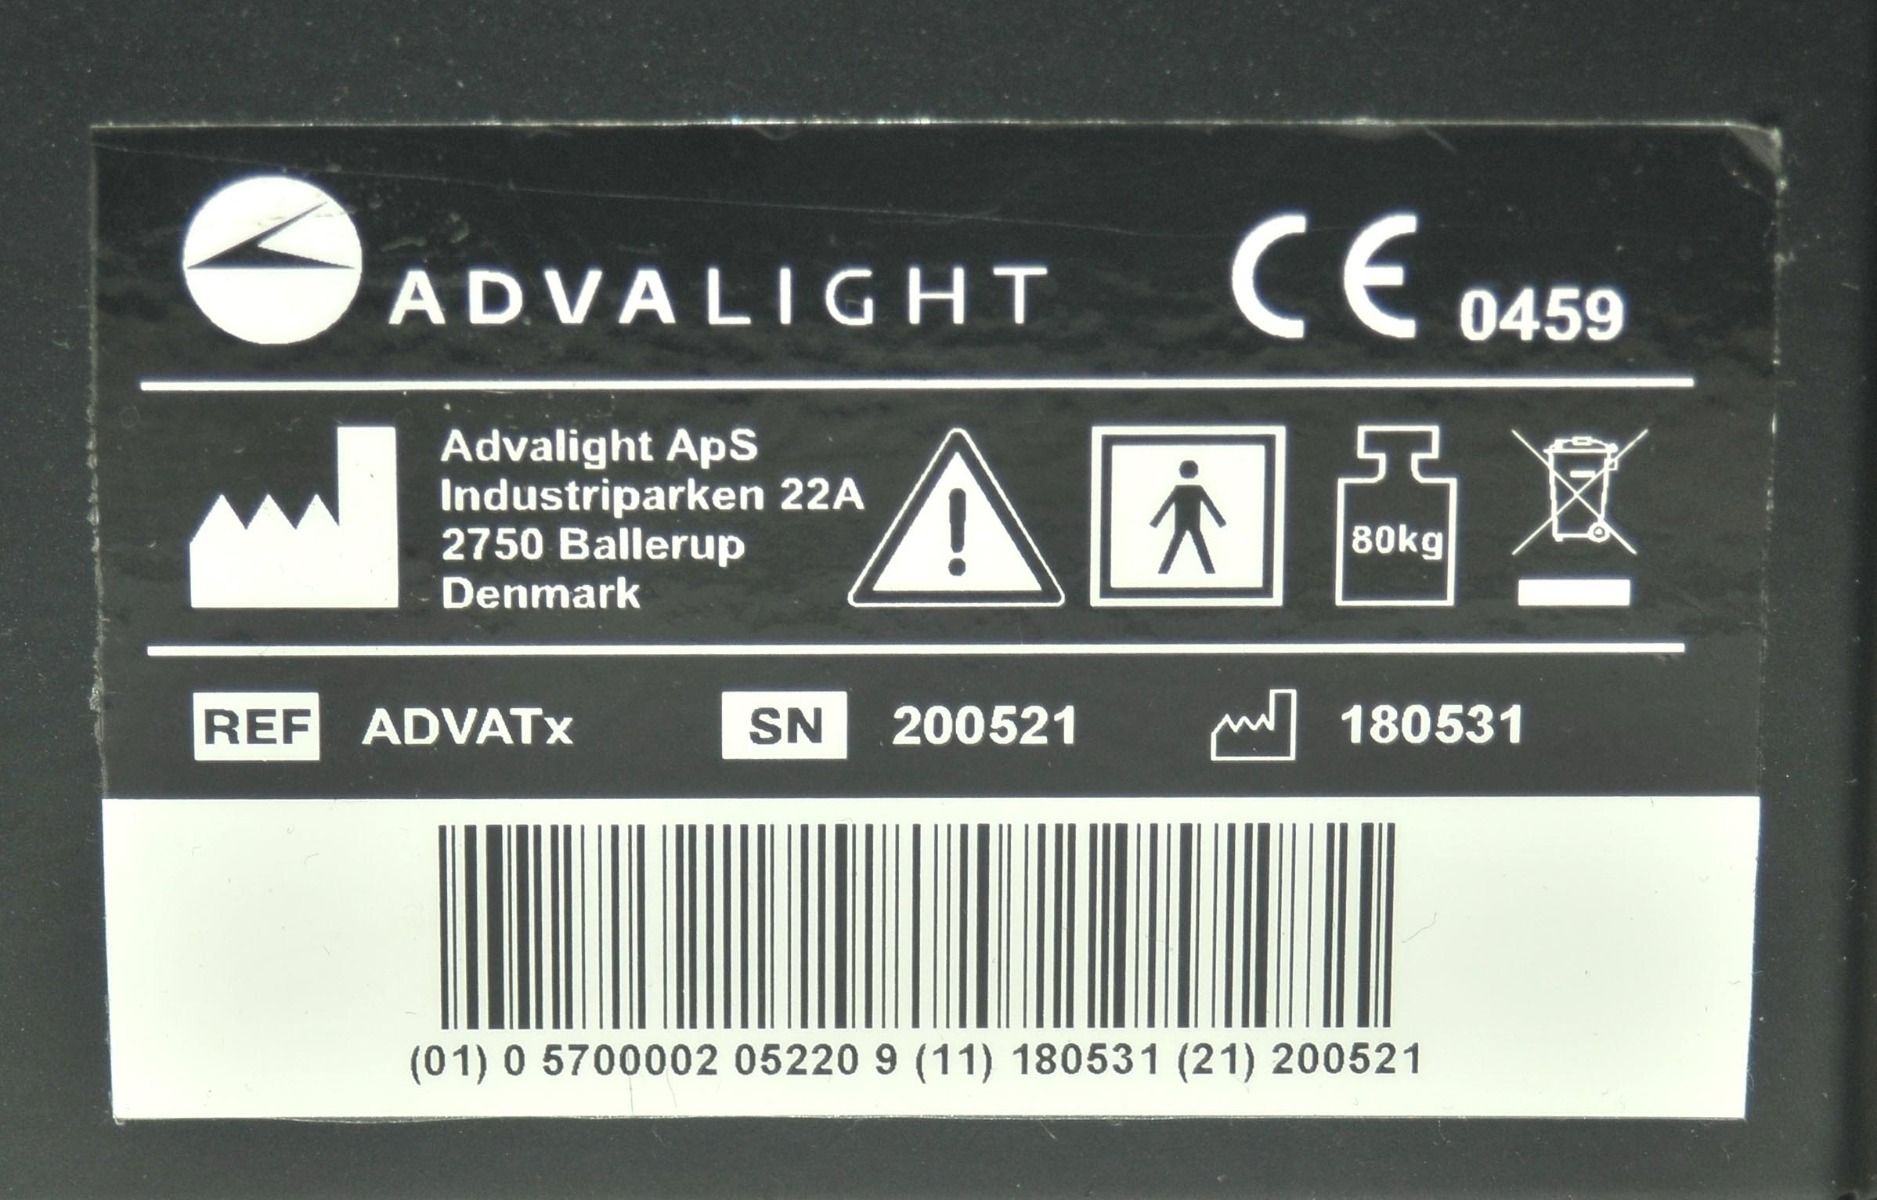 ADVALIGHT
CE 0459
Advalight ApS
Industriparken 22A
2750 Ballerup
Denmark
!
80kg
REF ADVATx SN 200521 180531
(01) 0 5700002 05220 9 (11) 180531 (21) 200521